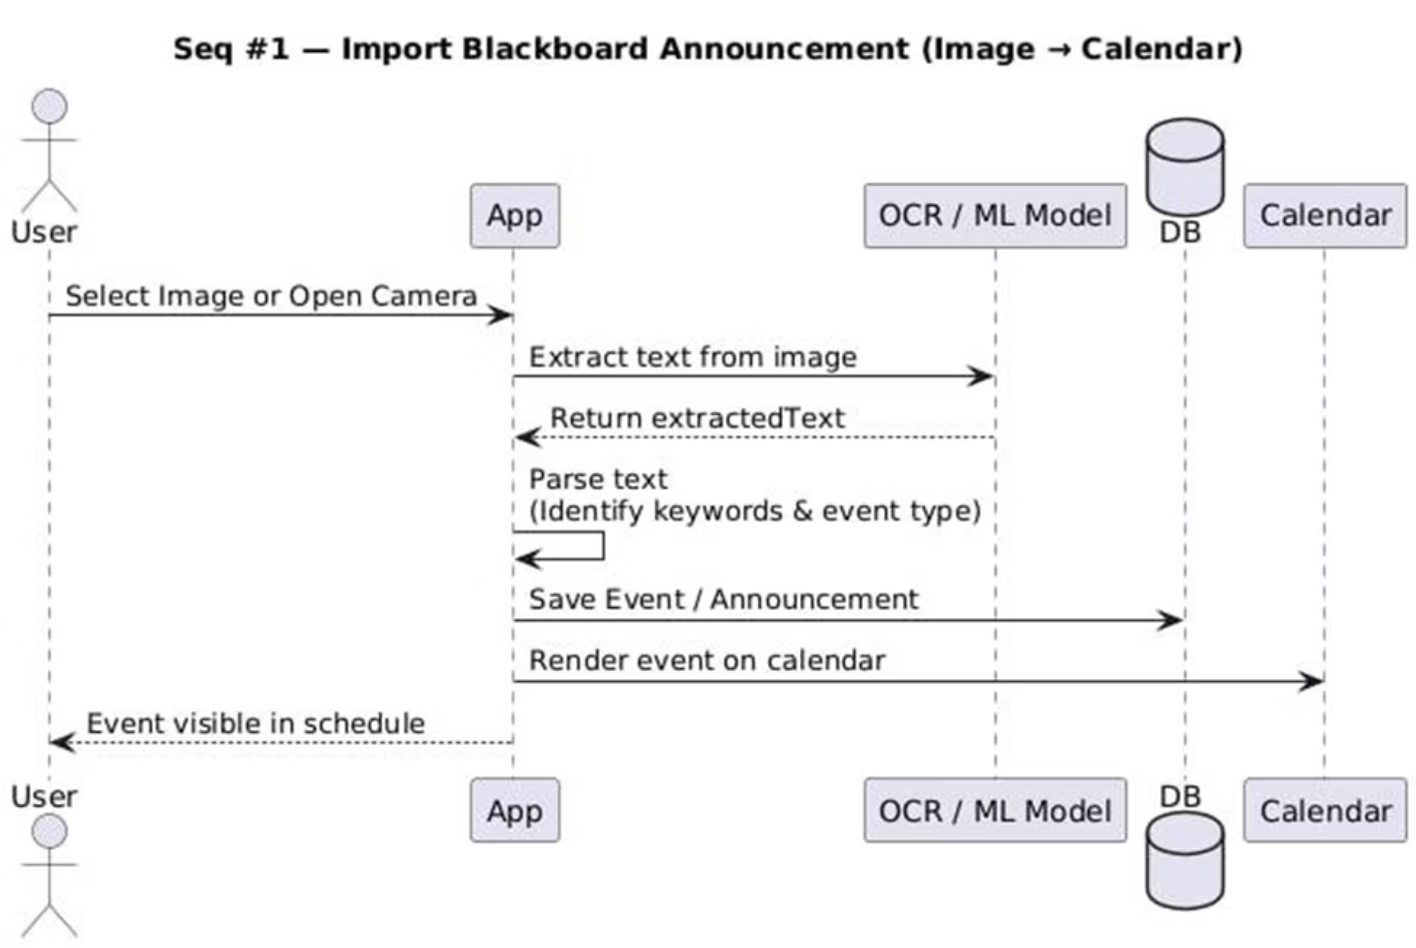 Seq #1 — Import Blackboard Announcement (Image → Calendar)
User
App
OCR / ML Model
DB
Calendar
Select Image or Open Camera
Extract text from image
Return extractedText
Parse text
(Identify keywords & event type)
Save Event / Announcement
Render event on calendar
Event visible in schedule
User
App
OCR / ML Model
DB
Calendar